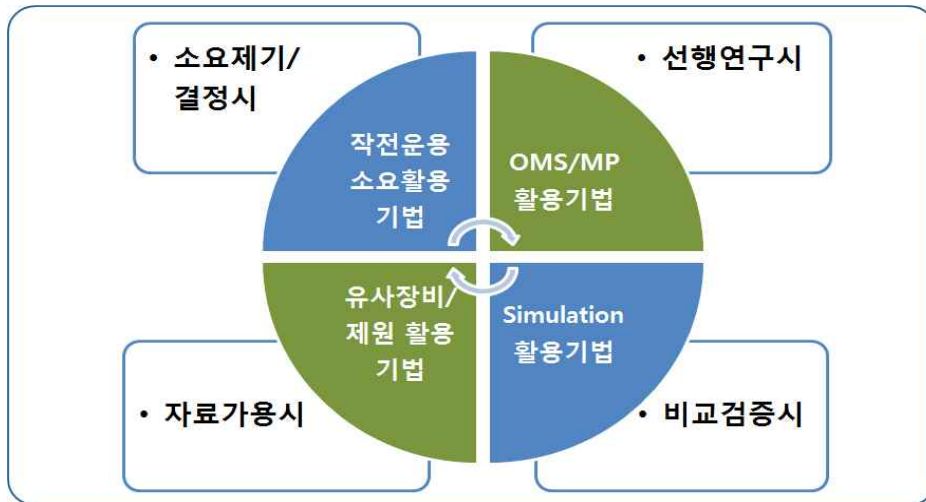 • 소요제기/
결정시
• 선행연구시
작전운용
소요활용
기법
OMS/MP
활용기법
유사장비/
제원 활용
기법
Simulation
활용기법
• 자료가용시
• 비교검증시